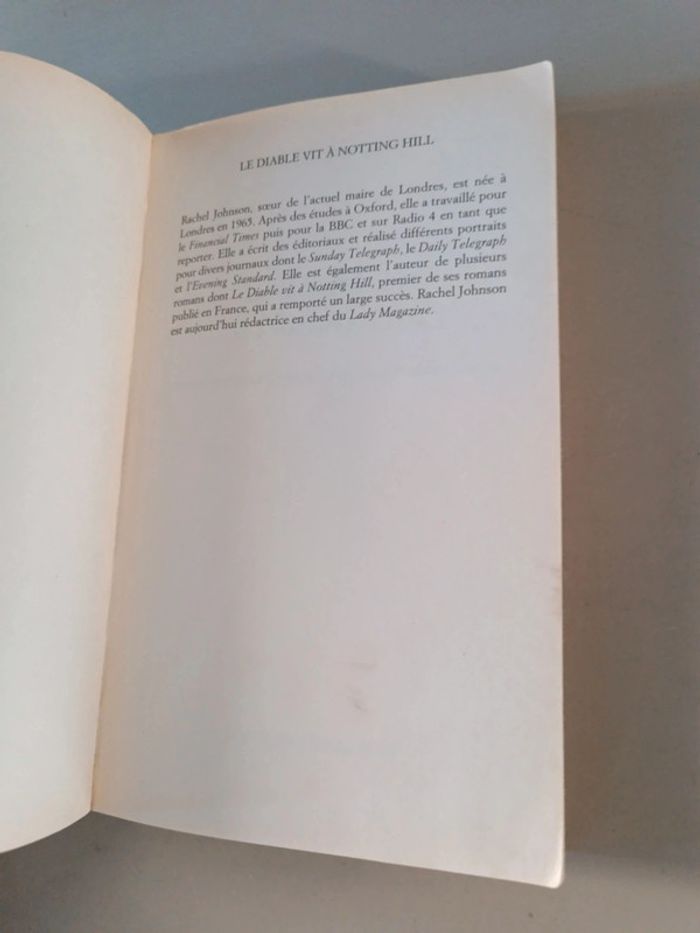 LE DIABLE VIT À NOTTING HILL
Rachel Johnson, sœur de l'actuel maire de Londres, est née à
Londres en 1965. Après des études à Oxford, elle a travaillé pour
le Financial Times puis pour la BBC et sur Radio 4 en tant que
reporter. Elle a écrit des éditoriaux et réalisé différents portraits
pour divers journaux dont le Sunday Telegraph, le Daily Telegraph
et l'Evening Standard. Elle est également l'auteur de plusieurs
romans dont Le Diable vit à Notting Hill, premier de ses romans
publié en France, qui a remporté un large succès. Rachel Johnson
est aujourd'hui rédactrice en chef du Lady Magazine.